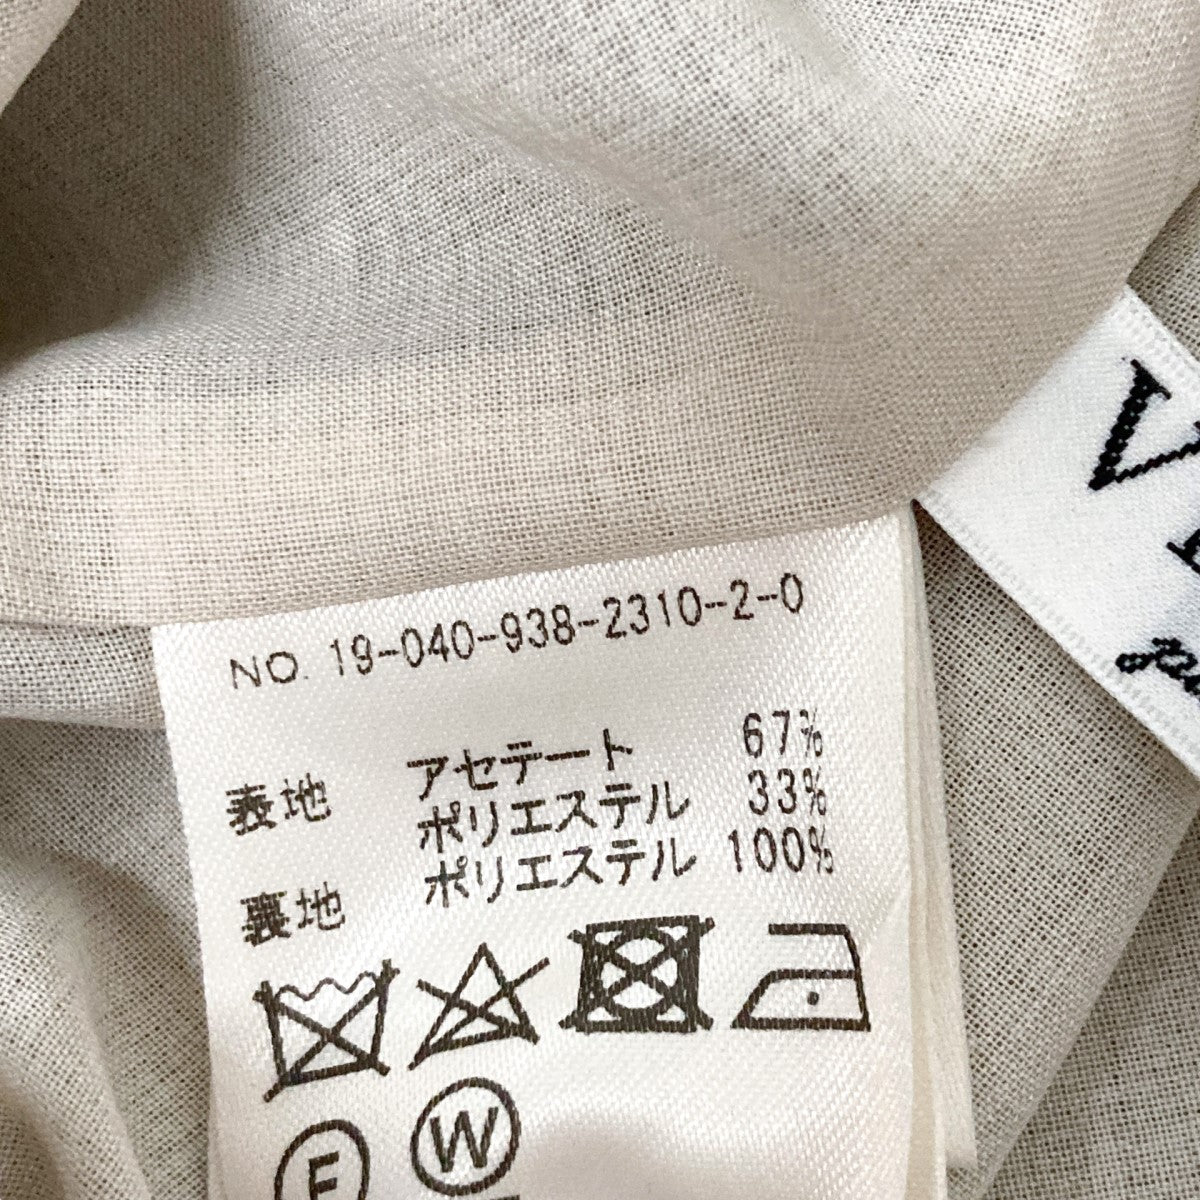 NO. 19-040-938-2310-2-0
表地 アセテート 67%
ポリエステル 33%
裏地 ポリエステル 100%
F W
V